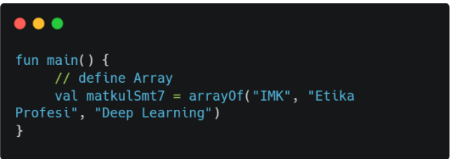 fun main() {
    // define Array
    val matkulSmt7 = arrayOf("IMK", "Etika
Profesi", "Deep Learning")
}